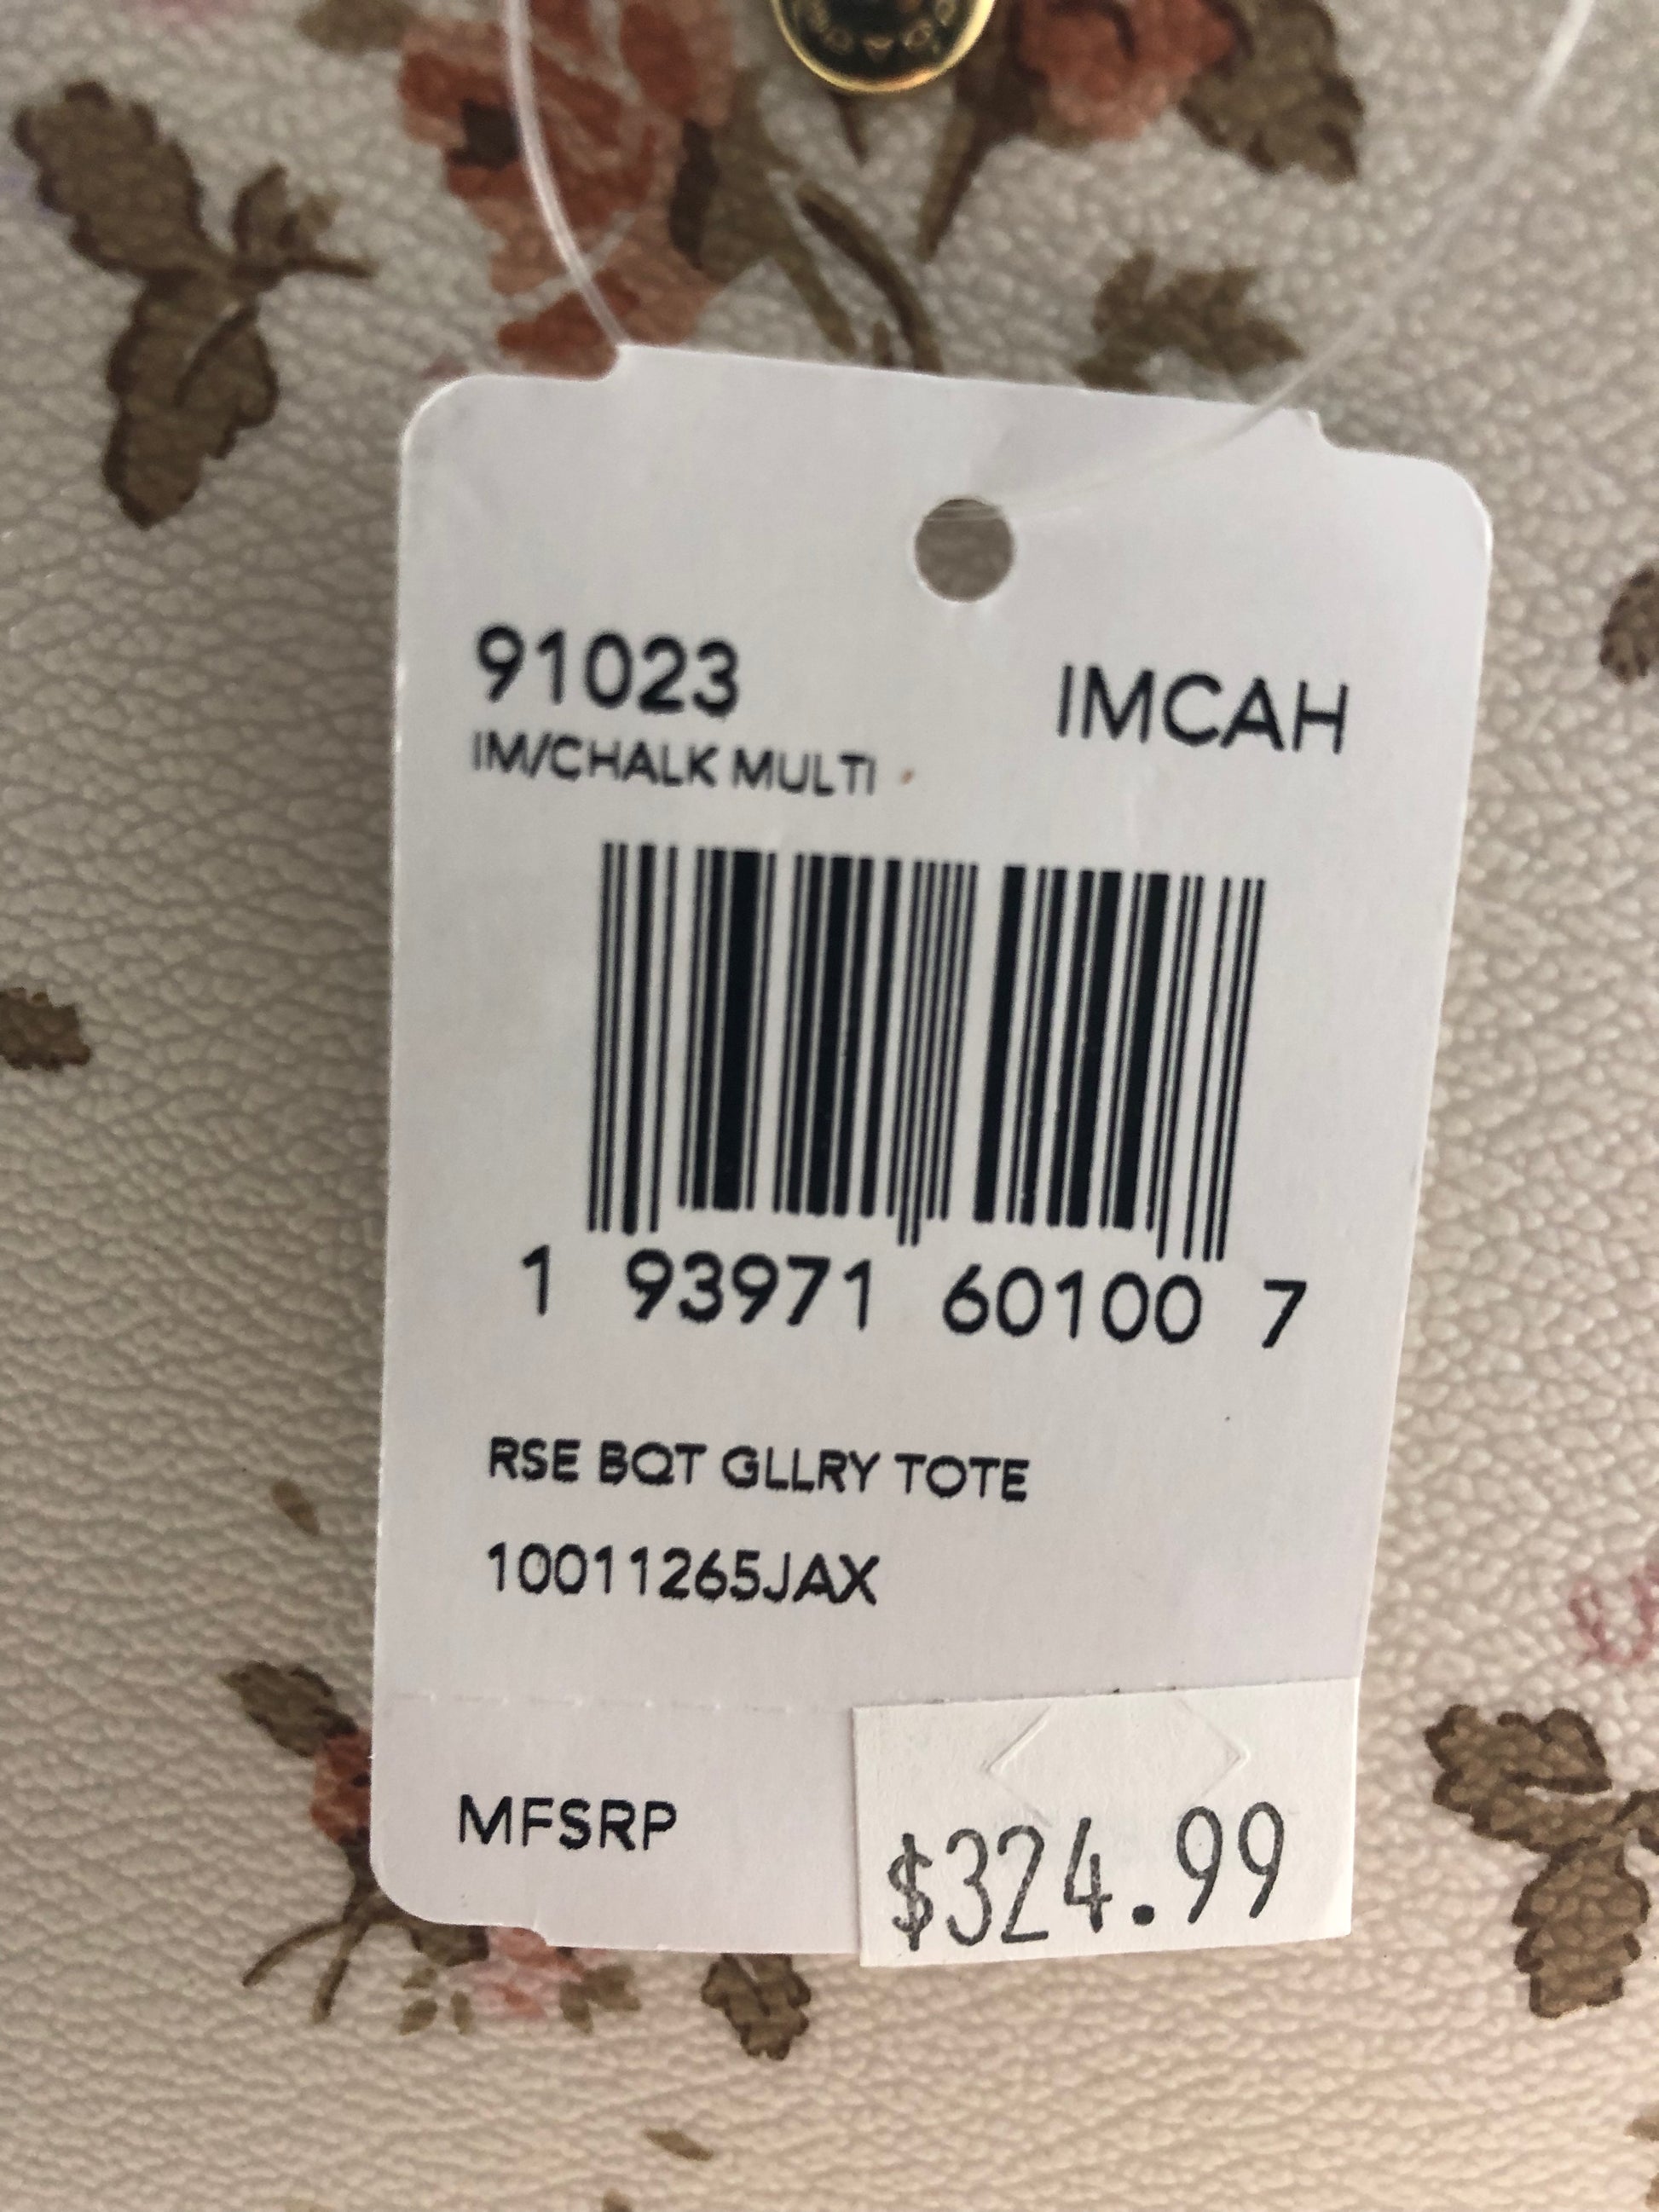 91023 IMCAH
IM/CHALK MULTI
1 93971 60100 7
RSE BQT GLLRY TOTE
10011265JAX
MFSRP $324.99